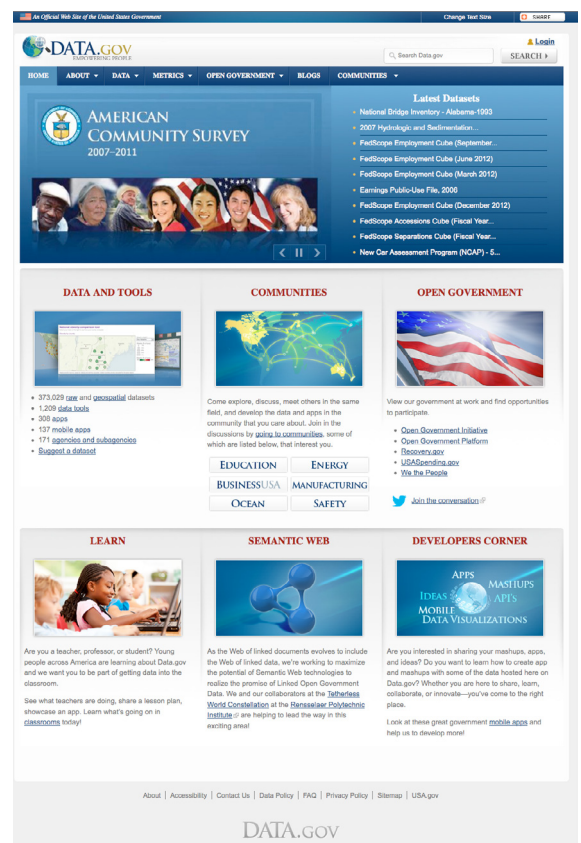 An Official Web Site of the United States Government
Change Text Size
SHARE
DATA.GOV
EMPOWERING PEOPLE
Login
Search Data.gov
SEARCH
HOME ABOUT DATA METRICS OPEN GOVERNMENT BLOGS COMMUNITIES
AMERICAN
COMMUNITY SURVEY
2007–2011
Latest Datasets
National Bridge Inventory - Alabama-1993
2007 Hydrologic and Sedimentation...
FedScope Employment Cube (September...
FedScope Employment Cube (June 2012)
FedScope Employment Cube (March 2012)
Earnings Public-Use File, 2006
FedScope Employment Cube (December 2012)
FedScope Accessions Cube (Fiscal Year...
FedScope Separations Cube (Fiscal Year...
New Car Assessment Program (NCAP) - 5...
DATA AND TOOLS
373,029 raw and geospatial datasets
1,209 data tools
308 apps
137 mobile apps
171 agencies and subagencies
Suggest a dataset
COMMUNITIES
Come explore, discuss, meet others in the same
field, and develop the data and apps in the
community that you care about. Join in the
discussions by going to communities, some of
which are listed below, that interest you.
EDUCATION ENERGY
BUSINESSUSA MANUFACTURING
OCEAN SAFETY
OPEN GOVERNMENT
View our government at work and find opportunities
to participate.
Open Government Initiative
Open Government Platform
Recovery.gov
USASpending.gov
We the People
Join the conversation
LEARN
Are you a teacher, professor, or student? Young
people across America are learning about Data.gov
and we want you to be part of getting data into the
classroom.
See what teachers are doing, share a lesson plan,
showcase an app. Learn what's going on in
classrooms today!
SEMANTIC WEB
As the Web of linked documents evolves to include
the Web of linked data, we're working to maximize
the potential of Semantic Web technologies to
realize the promise of Linked Open Government
Data. We and our collaborators at the Tetherless
World Constellation at the Rensselaer Polytechnic
Institute are helping to lead the way in this
exciting area!
DEVELOPERS CORNER
APPS
MASHUPS
IDEAS API'S
MOBILE
DATA VISUALIZATIONS
Are you interested in sharing your mashups, apps,
and ideas? Do you want to learn how to create app
and mashups with some of the data hosted here on
Data.gov? Whether you are here to share, learn,
collaborate, or innovate—you've come to the right
place.
Look at these great government mobile apps and
help us to develop more!
About | Accessibility | Contact Us | Data Policy | FAQ | Privacy Policy | Sitemap | USA.gov
DATA.GOV